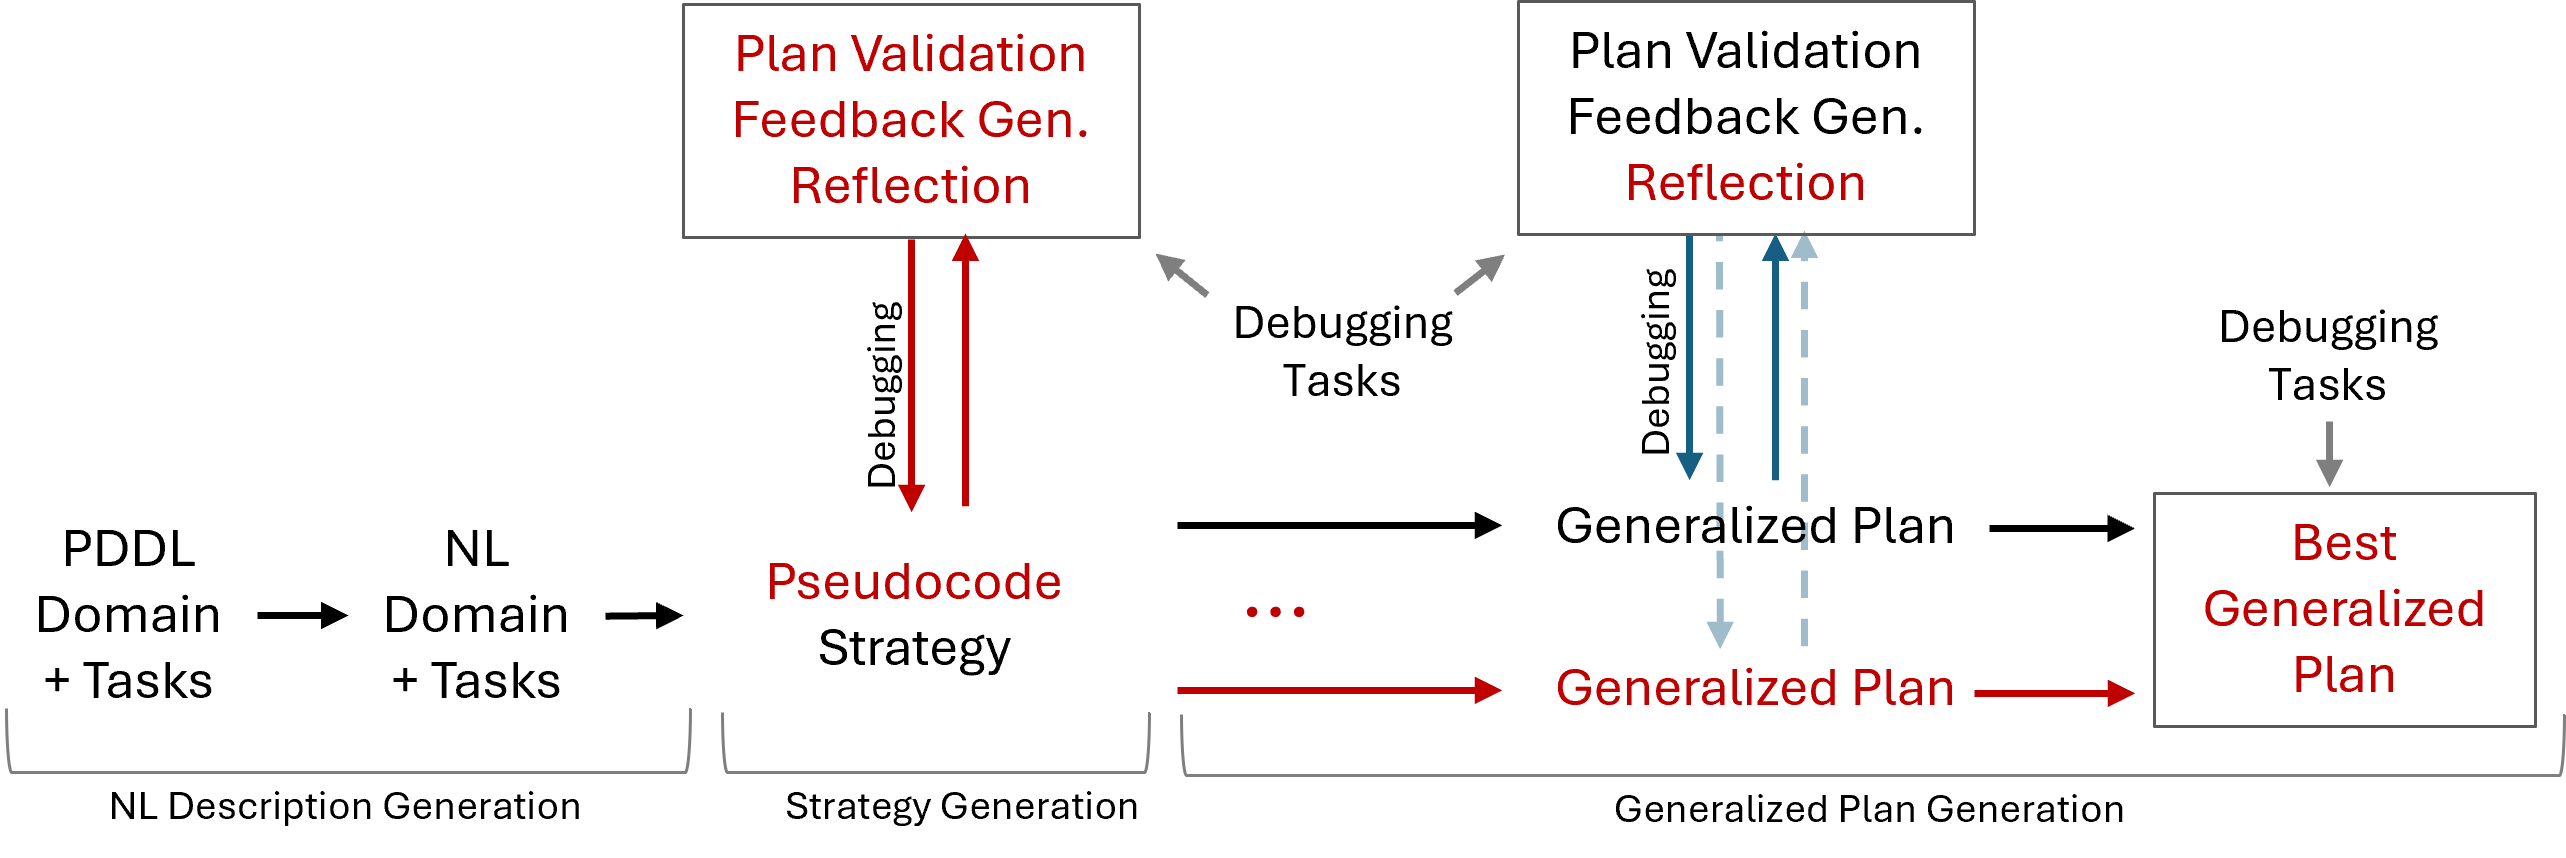 Plan Validation
Feedback Gen.
Reflection
Plan Validation
Feedback Gen.
Reflection
Debugging
Debugging
Tasks
Debugging
Debugging
Tasks
PDDL
Domain
+ Tasks
NL
Domain
+ Tasks
Pseudocode
Strategy
...
Generalized Plan
Generalized Plan
Best
Generalized
Plan
NL Description Generation
Strategy Generation
Generalized Plan Generation